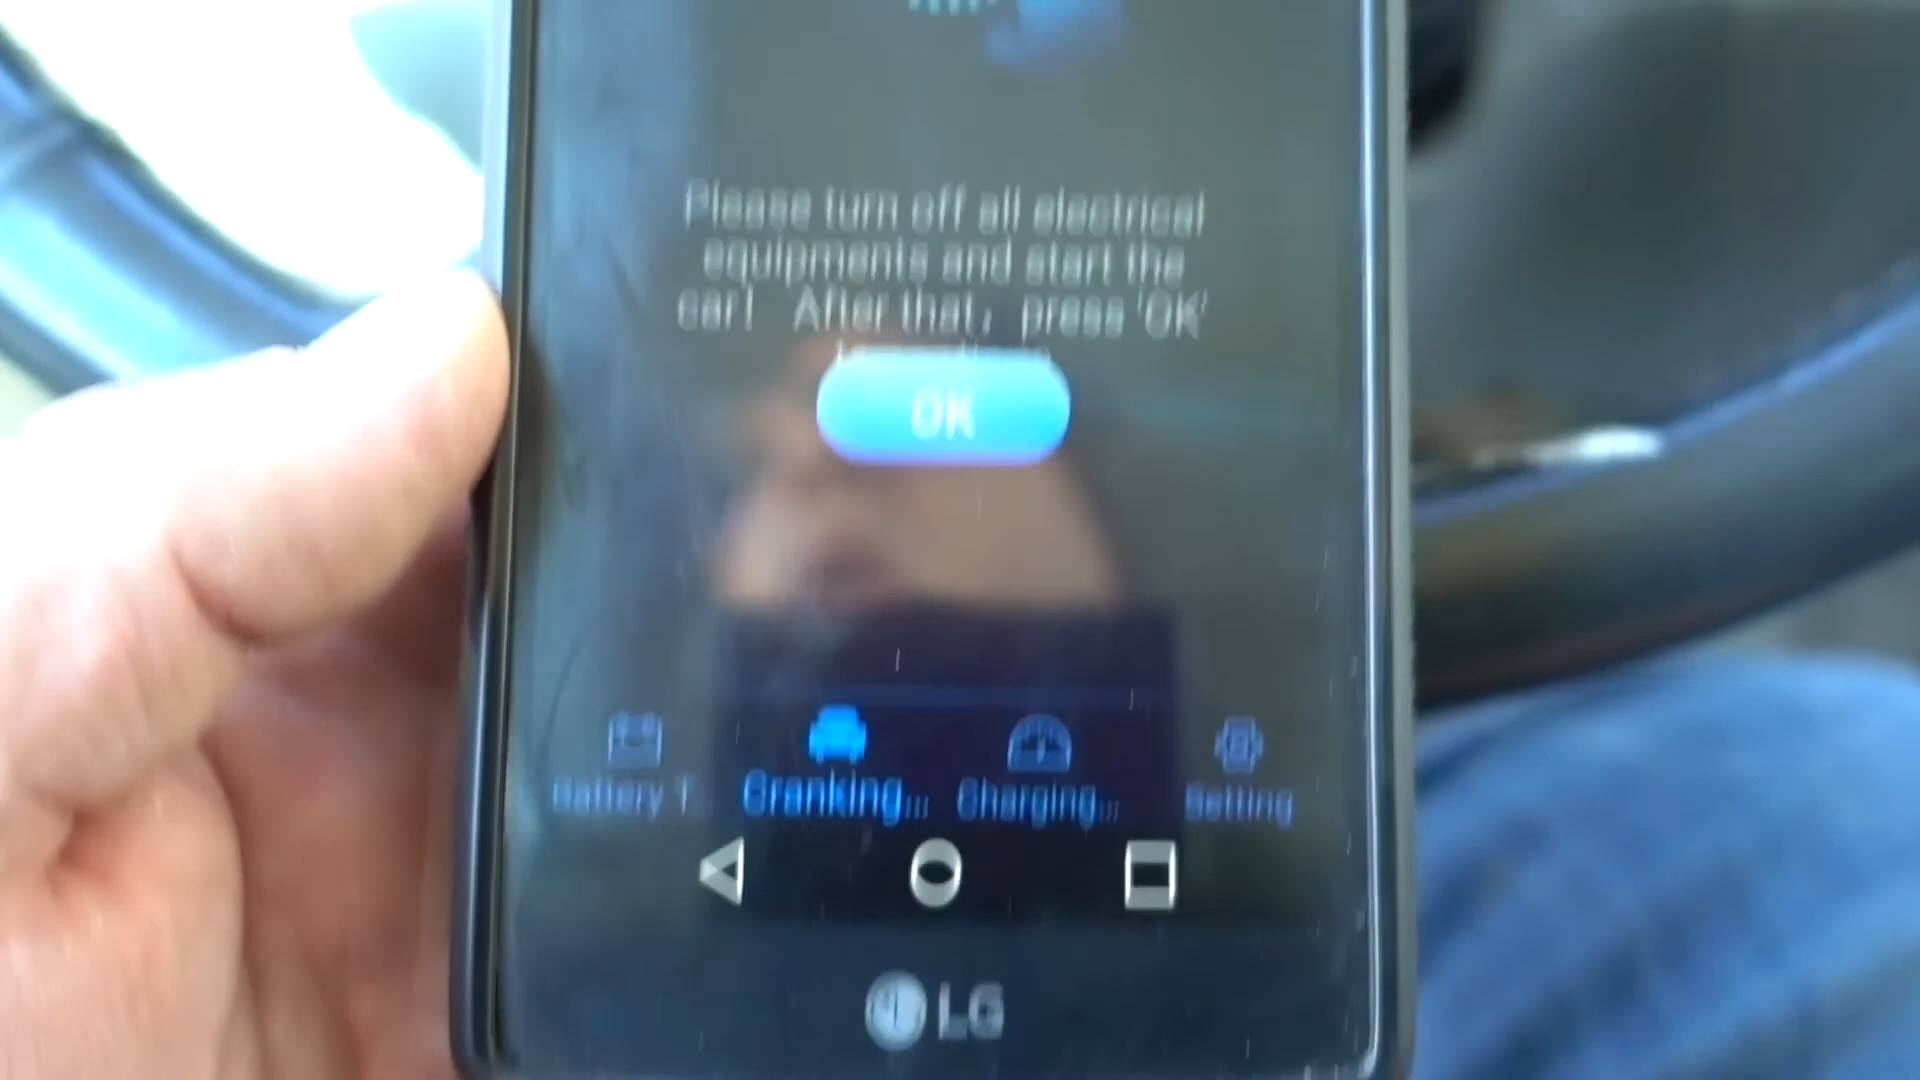 Please turn off all electrical
equipments and start the
car! After that, press 'OK'
OK
Battery T...
Cranking...
Charging...
Setting
LG